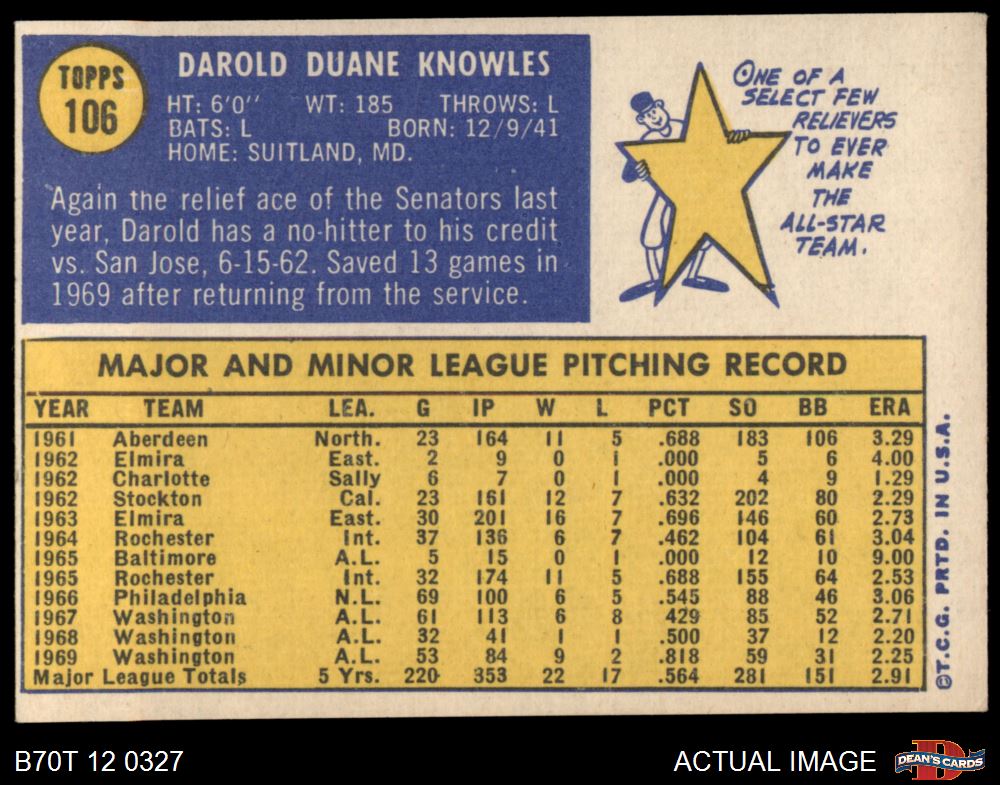 TOPPS
106
DAROLD DUANE KNOWLES
HT: 6'0'' WT: 185 THROWS: L
BATS: L BORN: 12/9/41
HOME: SUITLAND, MD.
Again the relief ace of the Senators last
year, Darold has a no-hitter to his credit
vs. San Jose, 6-15-62. Saved 13 games in
1969 after returning from the service.
ONE OF A
SELECT FEW
RELIEVERS
TO EVER
MAKE
THE
ALL-STAR
TEAM.
MAJOR AND MINOR LEAGUE PITCHING RECORD
YEAR TEAM LEA. G IP W L PCT SO BB ERA
1961 Aberdeen North. 23 164 11 5 .688 183 106 3.29
1962 Elmira East. 2 9 0 1 .000 5 6 4.00
1962 Charlotte Sally 6 7 0 1 .000 4 9 1.29
1962 Stockton Cal. 23 161 12 7 .632 202 80 2.29
1963 Elmira East. 30 201 16 7 .696 146 60 2.73
1964 Rochester Int. 37 136 6 7 .462 104 61 3.04
1965 Baltimore A.L. 5 15 0 1 .000 12 10 9.00
1965 Rochester Int. 32 174 11 5 .688 155 64 2.53
1966 Philadelphia N.L. 69 100 6 5 .545 88 46 3.06
1967 Washington A.L. 61 113 6 8 .429 85 52 2.71
1968 Washington A.L. 32 41 1 1 .500 37 12 2.20
1969 Washington A.L. 53 84 9 2 .818 59 31 2.25
Major League Totals 5 Yrs. 220 353 22 17 .564 281 151 2.91
©T.C.G. PRTD. IN U.S.A.
B70T 12 0327
ACTUAL IMAGE
D
DEAN'S CARDS